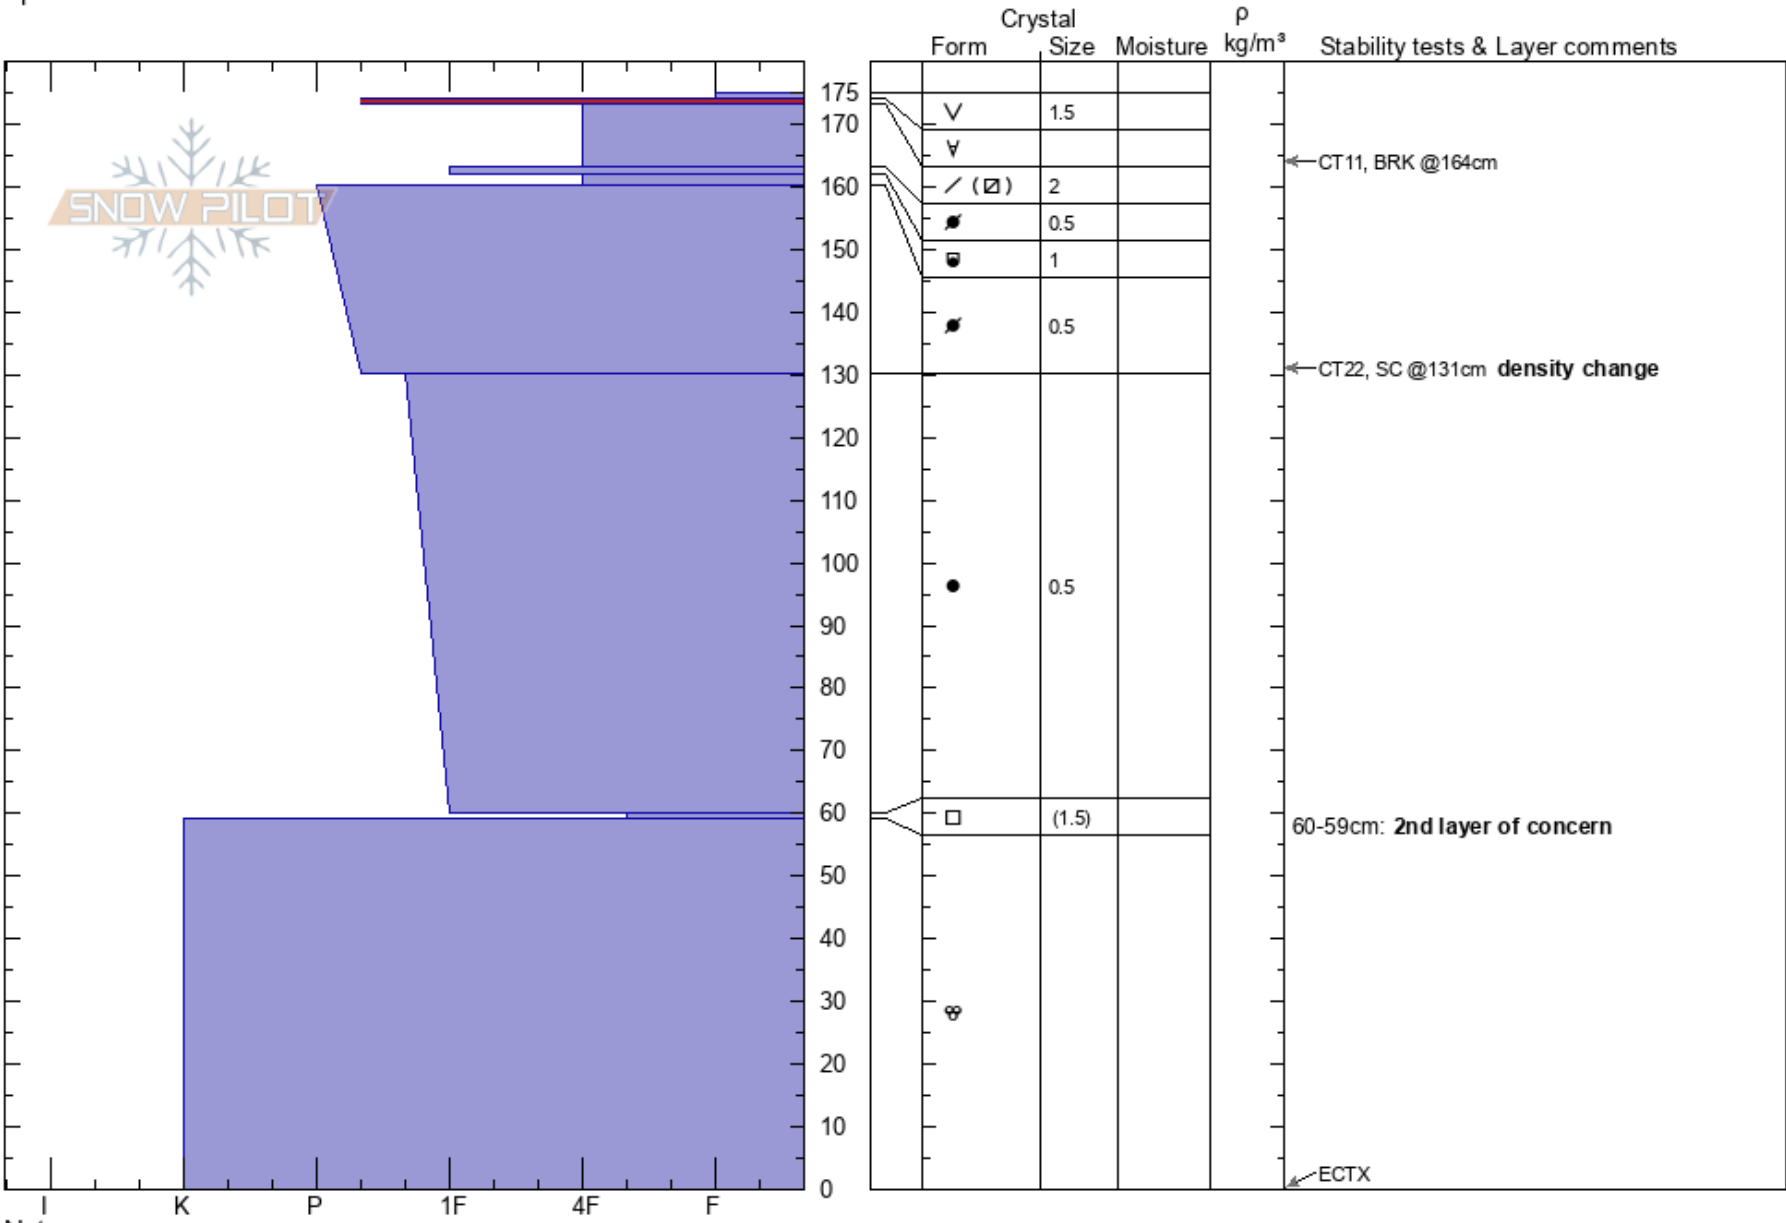 Crystal
ρ
Form Size Moisture kg/m³ Stability tests & Layer comments
175
1.5
170
CT11, BRK @164cm
160
2
SNOW PILOT
0.5
150
1
140
0.5
130
CT22, SC @131cm density change
120
110
100
0.5
90
80
70
60
(1.5)
60-59cm: 2nd layer of concern
50
40
30
20
10
ECTX
0
I K P 1F 4F F